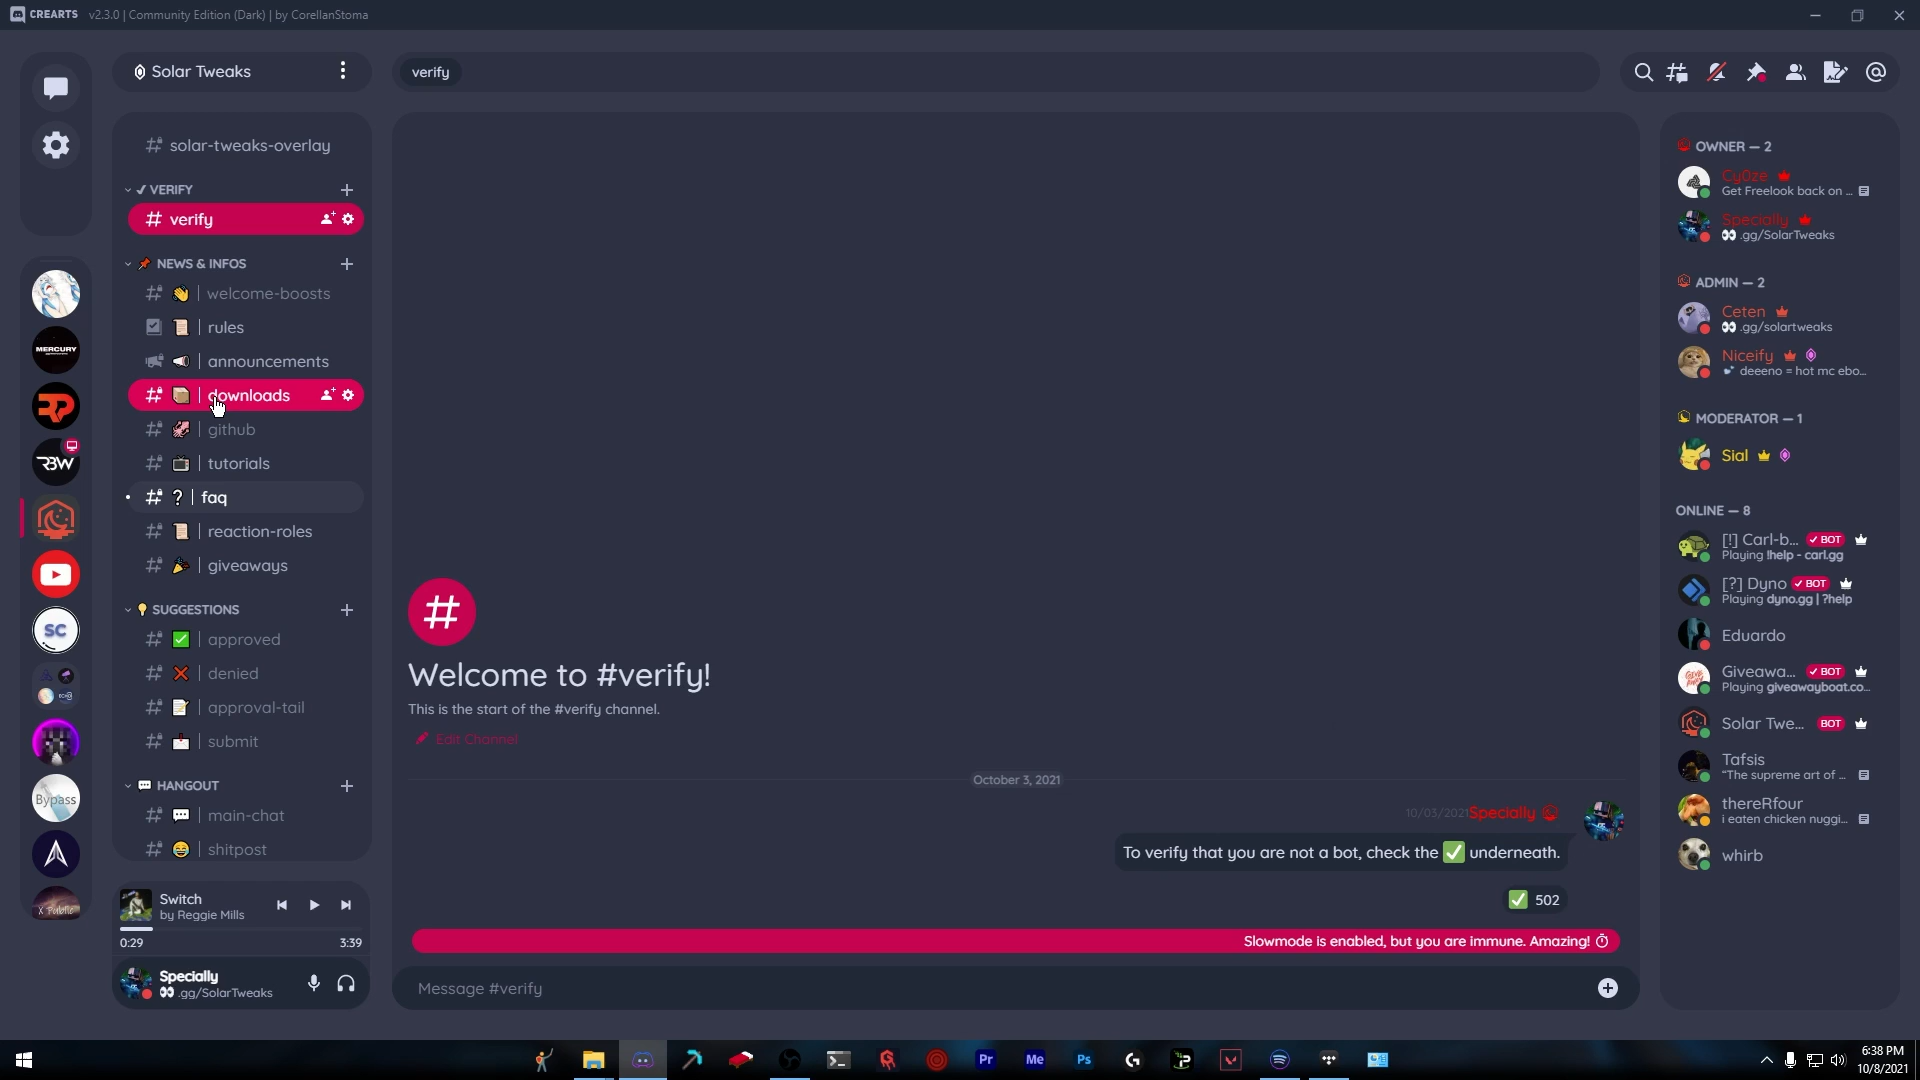 CREARTS v2.3.0 | Community Edition (Dark) | by CorellanStoma
Solar Tweaks
verify
solar-tweaks-overlay
VERIFY
verify
NEWS & INFOS
welcome-boosts
rules
announcements
downloads
github
tutorials
? | faq
reaction-roles
giveaways
SUGGESTIONS
approved
denied
approval-tail
submit
HANGOUT
main-chat
shitpost
MERCURY
RBW
SC
Bypass
X Public
Switch
by Reggie Mills
0:29 3:39
Specially
.gg/SolarTweaks
Welcome to #verify!
This is the start of the #verify channel.
Edit Channel
October 3, 2021
10/03/2021 Specially
To verify that you are not a bot, check the ✅ underneath.
✅ 502
Slowmode is enabled, but you are immune. Amazing!
Message #verify
OWNER — 2
Cy0ze
Get Freelook back on ...
Specially
.gg/SolarTweaks
ADMIN — 2
Ceten
.gg/solartweaks
Niceify
deeeno = hot mc ebo...
MODERATOR — 1
Sial
ONLINE — 8
[!] Carl-b... ✓ BOT
Playing !help - carl.gg
[?] Dyno ✓ BOT
Playing dyno.gg | ?help
Eduardo
Giveawa... ✓ BOT
Playing giveawayboat.co...
Solar Twe... BOT
Tafsis
“The supreme art of ...
thereRfour
i eaten chicken nuggi...
whirb
Pr Me Ps
6:38 PM
10/8/2021